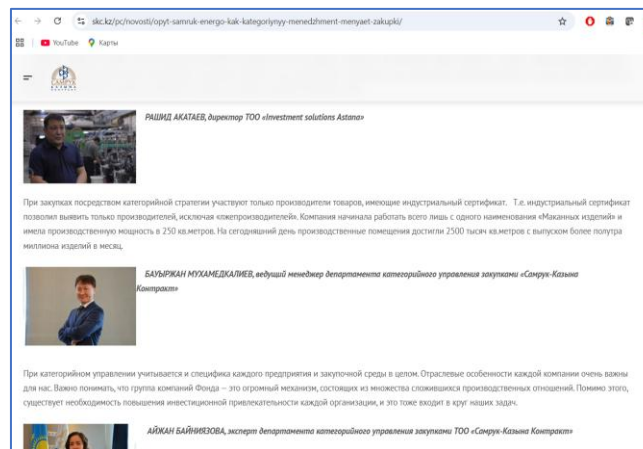 skc.kz/pc/novosti/opyt-samruk-energo-kak-kategoriynyy-menedzhment-menyaet-zakupki/
YouTube Карты
САМРУК
КАЗЫНА
РАШИД АКАТАЕВ, директор ТОО «Investment solutions Astana»
При закупках посредством категорийной стратегии участвуют только производители товаров, имеющие индустриальный сертификат. Т.е. индустриальный сертификат
позволил выявить только производителей, исключая «лжепроизводителей». Компания начинала работать всего лишь с одного наименования «Маканных изделий» и
имела производственную мощность в 250 кв.метров. На сегодняшний день производственные помещения достигли 2500 тысяч кв.метров с выпуском более полутра
миллиона изделий в месяц.
БАУЫРЖАН МУХАМЕДКАЛИЕВ, ведущий менеджер департамента категорийного управления закупками «Самрук-Казына
Контракт»
При категорийном управлении учитывается и специфика каждого предприятия и закупочной среды в целом. Отраслевые особенности каждой компании очень важны
для нас. Важно понимать, что группа компаний Фонда – это огромный механизм, состоящих из множества сложившихся производственных отношений. Помимо этого,
существует необходимость повышения инвестиционной привлекательности каждой организации, и это тоже входит в круг наших задач.
АЙЖАН БАЙНИЯЗОВА, эксперт департамента категорийного управления закупками ТОО «Самрук-Казына Контракт»